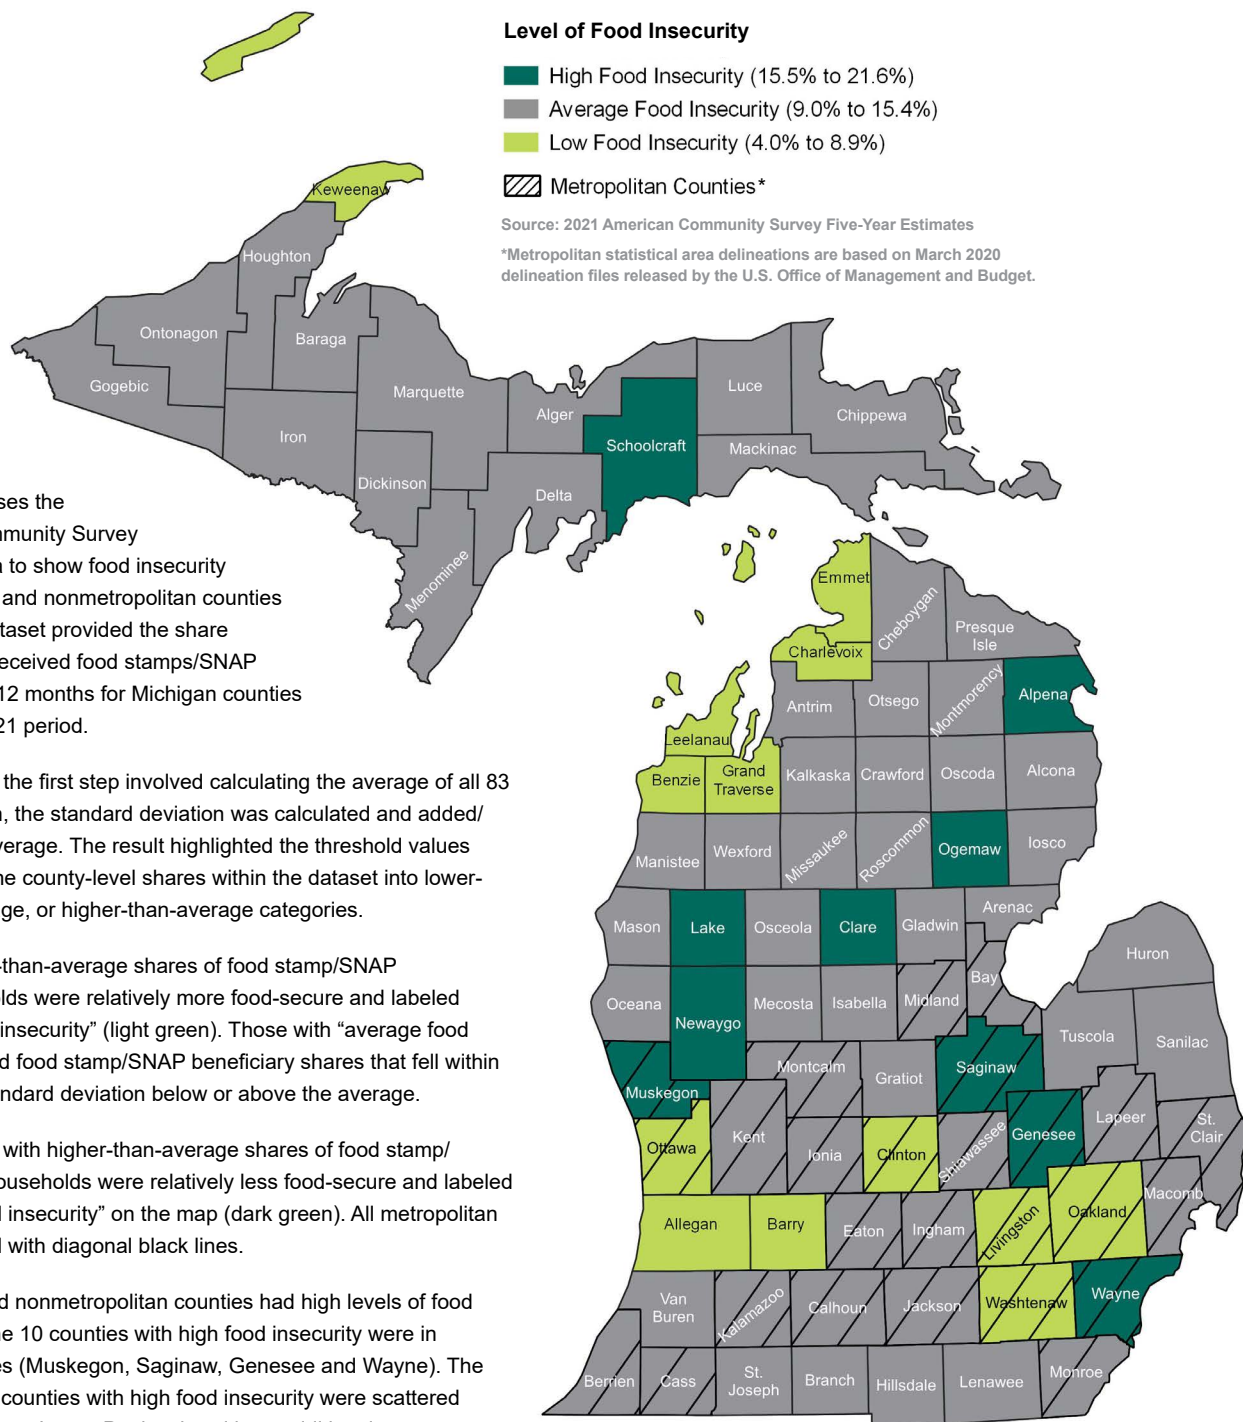 Level of Food Insecurity
High Food Insecurity (15.5% to 21.6%)
Average Food Insecurity (9.0% to 15.4%)
Low Food Insecurity (4.0% to 8.9%)
Metropolitan Counties*
Source: 2021 American Community Survey Five-Year Estimates
*Metropolitan statistical area delineations are based on March 2020
delineation files released by the U.S. Office of Management and Budget.
Keweenaw
Houghton
Ontonagon
Baraga
Gogebic
Marquette
Luce
Alger
Chippewa
Iron
Schoolcraft
Mackinac
Dickinson
Delta
Menominee
Emmet
Cheboygan
Presque
Isle
Charlevoix
Antrim
Otsego
Montmorency
Alpena
Leelanau
Benzie
Grand
Traverse
Kalkaska
Crawford
Oscoda
Alcona
Manistee
Wexford
Missaukee
Roscommon
Ogemaw
Iosco
Mason
Lake
Osceola
Clare
Gladwin
Arenac
Huron
Oceana
Newaygo
Mecosta
Isabella
Midland
Bay
Tuscola
Sanilac
Muskegon
Montcalm
Gratiot
Saginaw
Ottawa
Kent
Ionia
Clinton
Shiawassee
Genesee
Lapeer
St.
Clair
Allegan
Barry
Eaton
Ingham
Livingston
Oakland
Macomb
Van
Buren
Kalamazoo
Calhoun
Jackson
Washtenaw
Wayne
Berrien
Cass
St.
Joseph
Branch
Hillsdale
Lenawee
Monroe
ses the
mmunity Survey
to show food insecurity
and nonmetropolitan counties
taset provided the share
eceived food stamps/SNAP
12 months for Michigan counties
21 period.
the first step involved calculating the average of all 83
, the standard deviation was calculated and added/
verage. The result highlighted the threshold values
he county-level shares within the dataset into lower-
ge, or higher-than-average categories.
-than-average shares of food stamp/SNAP
olds were relatively more food-secure and labeled
insecurity” (light green). Those with “average food
d food stamp/SNAP beneficiary shares that fell within
andard deviation below or above the average.
with higher-than-average shares of food stamp/
ouseholds were relatively less food-secure and labeled
d insecurity” on the map (dark green). All metropolitan
d with diagonal black lines.
d nonmetropolitan counties had high levels of food
he 10 counties with high food insecurity were in
es (Muskegon, Saginaw, Genesee and Wayne). The
counties with high food insecurity were scattered